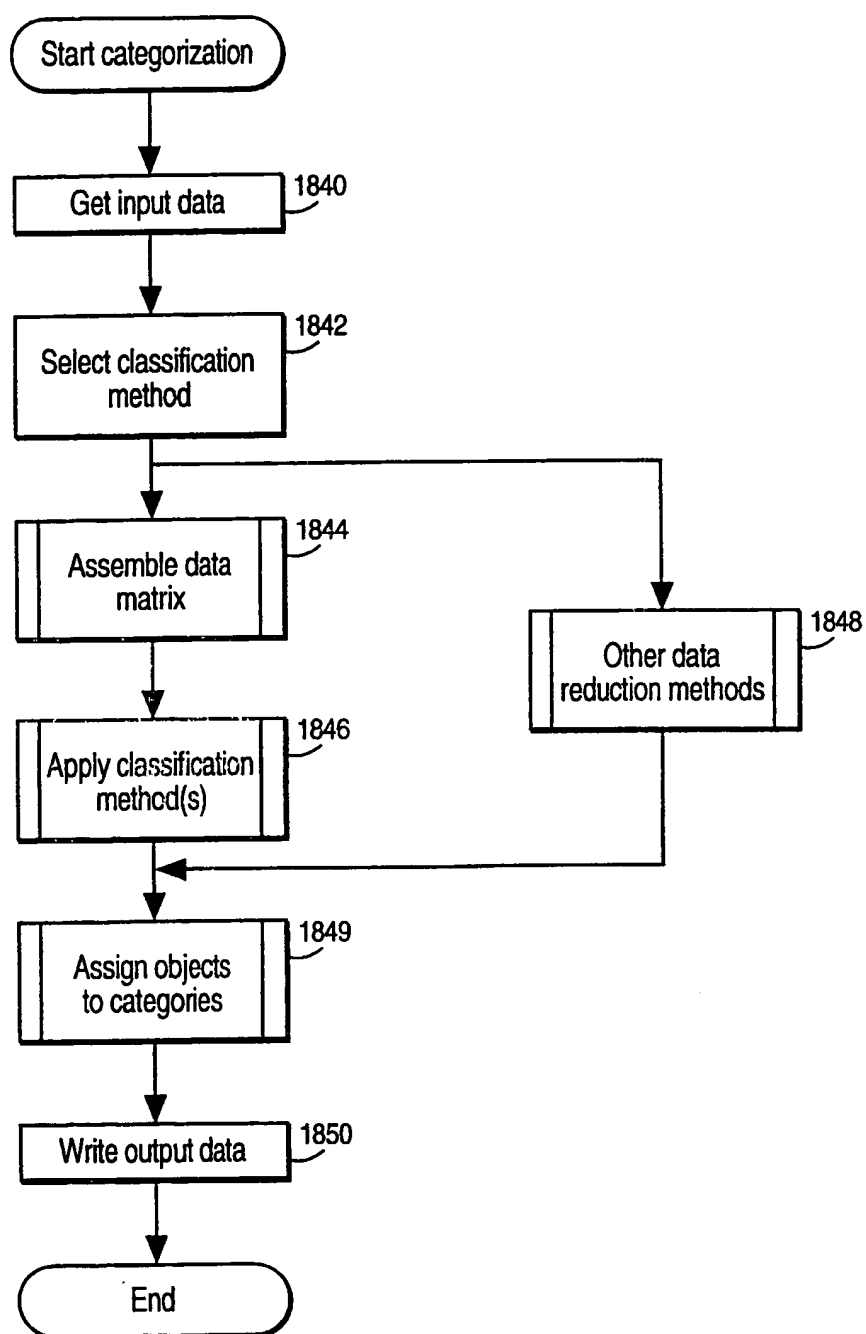 Start categorization
1840
Get input data
1842
Select classification
method
1844
Assemble data
matrix
1848
Other data
reduction methods
1846
Apply classification
method(s)
1849
Assign objects
to categories
1850
Write output data
End